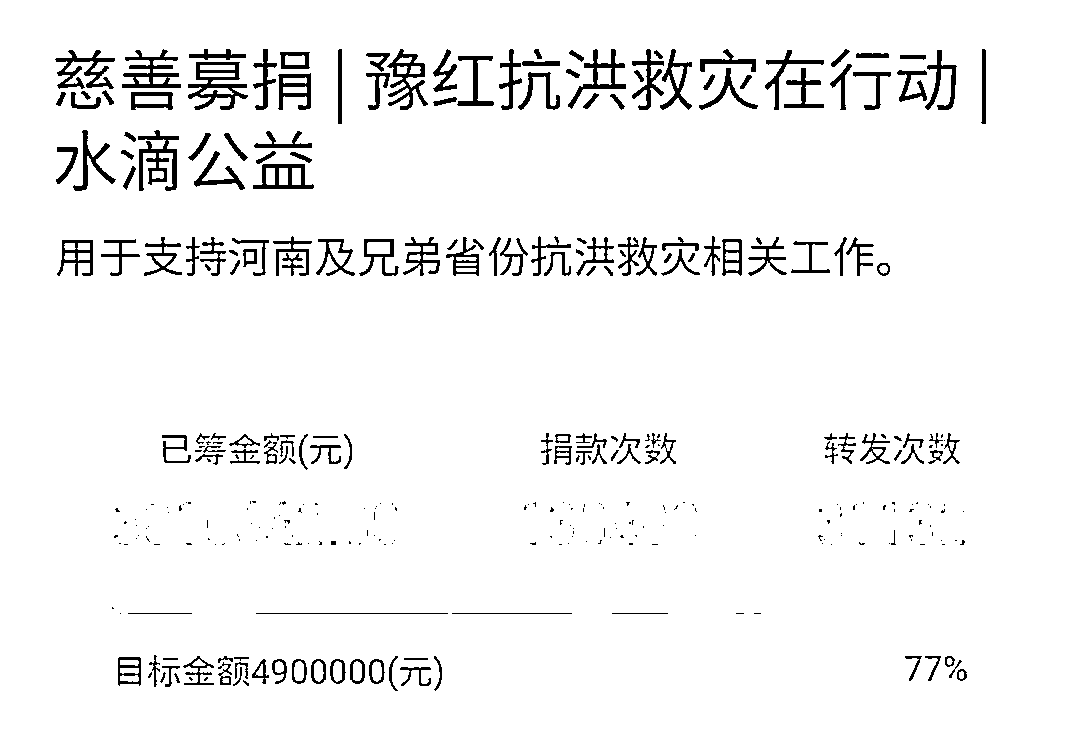 慈善募捐 | 豫红抗洪救灾在行动 |
水滴公益
用于支持河南及兄弟省份抗洪救灾相关工作。
已筹金额(元) 捐款次数 转发次数
目标金额4900000(元) 77%